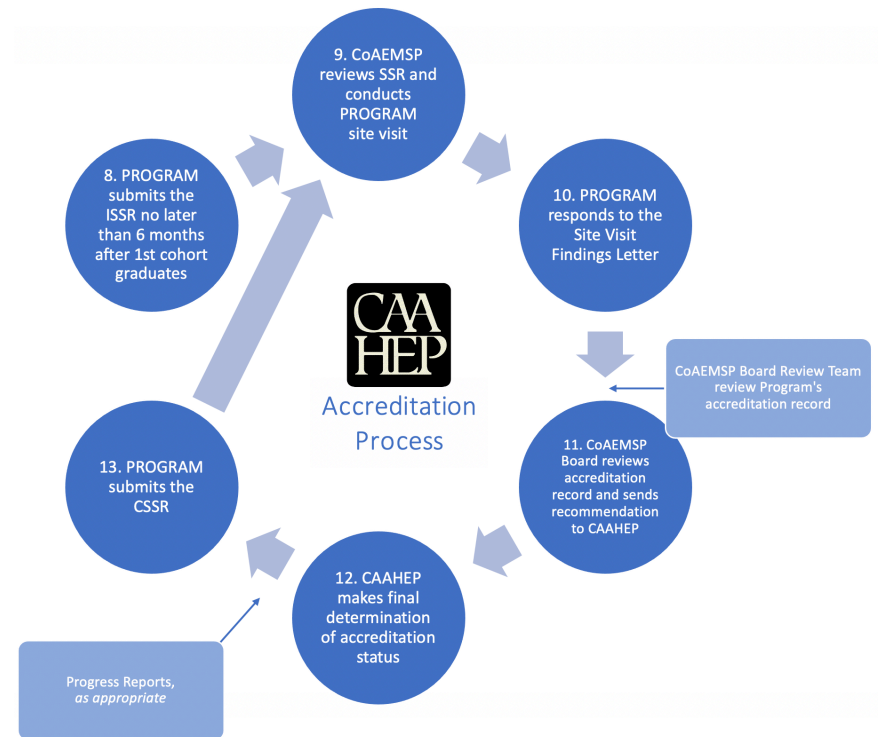 9. CoAEMSP
reviews SSR and
conducts
PROGRAM
site visit
8. PROGRAM
submits the
ISSR no later
than 6 months
after 1st cohort
graduates
10. PROGRAM
responds to the
Site Visit
Findings Letter
CAA
HEP
Accreditation
Process
CoAEMSP Board Review Team
review Program's
accreditation record
11. CoAEMSP
Board reviews
accreditation
record and sends
recommendation
to CAAHEP
13. PROGRAM
submits the
CSSR
12. CAAHEP
makes final
determination
of accreditation
status
Progress Reports,
as appropriate